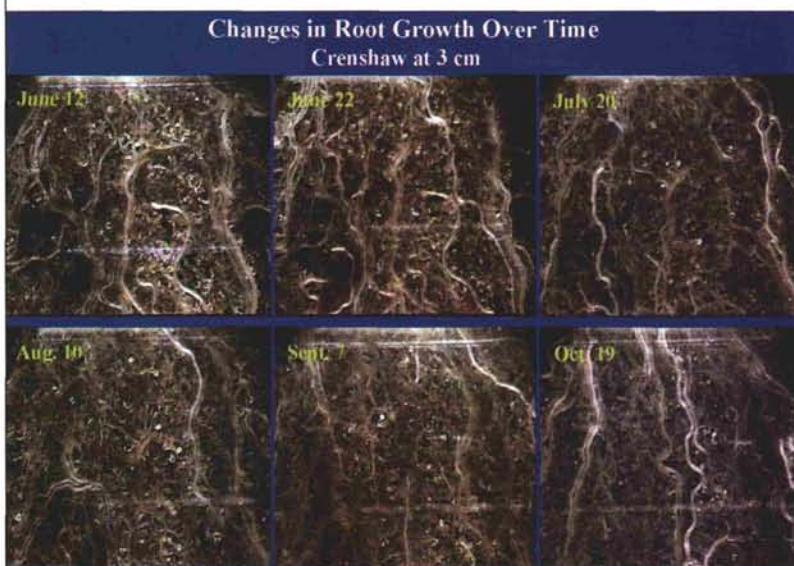 Changes in Root Growth Over Time
Crenshaw at 3 cm
June 12
June 22
July 20
Aug. 10
Sept. 7
Oct. 19